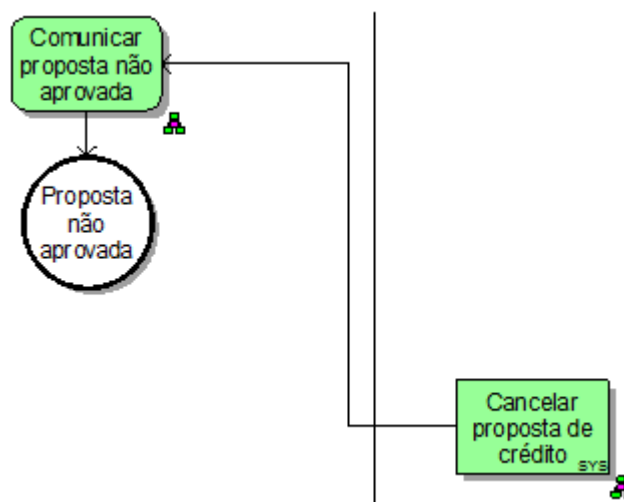 Comunicar
proposta não
aprovada
Proposta
não
aprovada
Cancelar
proposta de
crédito
SYS